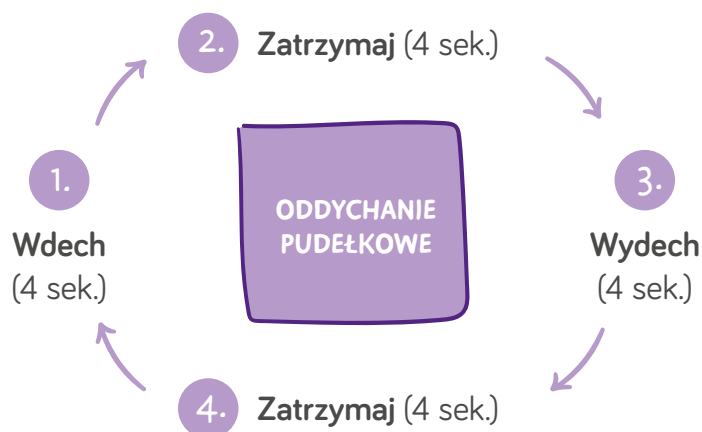 2. Zatrzymaj (4 sek.)
1.
Wdech
(4 sek.)
ODDYCHANIE
PUDEŁKOWE
3.
Wydech
(4 sek.)
4. Zatrzymaj (4 sek.)